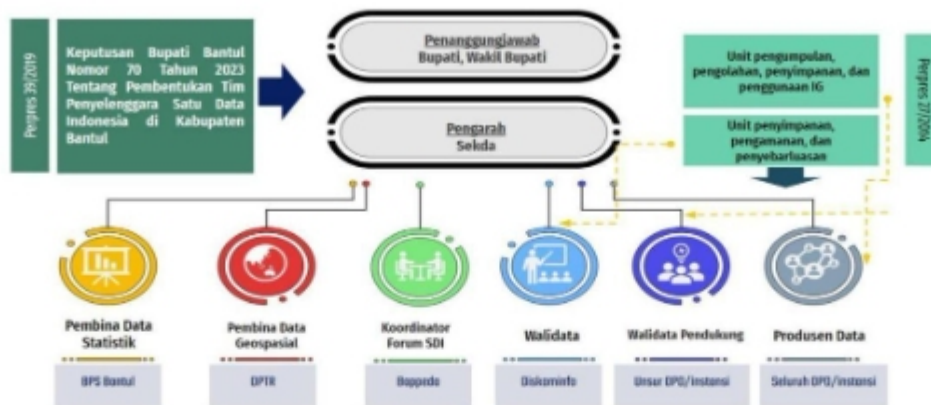 Perpres 39/2019
Keputusan Bupati Bantul
Nomor 70 Tahun 2023
Tentang Pembentukan Tim
Penyelenggara Satu Data
Indonesia di Kabupaten
Bantul
Penanggungjawab
Bupati, Wakil Bupati
Pengarah
Sekda
Unit pengumpulan,
pengolahan, penyimpanan, dan
penggunaan IG
Unit penyimpanan,
pengamanan, dan
penyebarluasan
Perpres 27/2014
Pembina Data
Statistik
BPS Bantul
Pembina Data
Geospasial
DPTR
Koordinator
Forum SDI
Bappeda
Walidata
Diskominfo
Walidata Pendukung
Unsur OPD/instansi
Produsen Data
Seluruh OPD/instansi